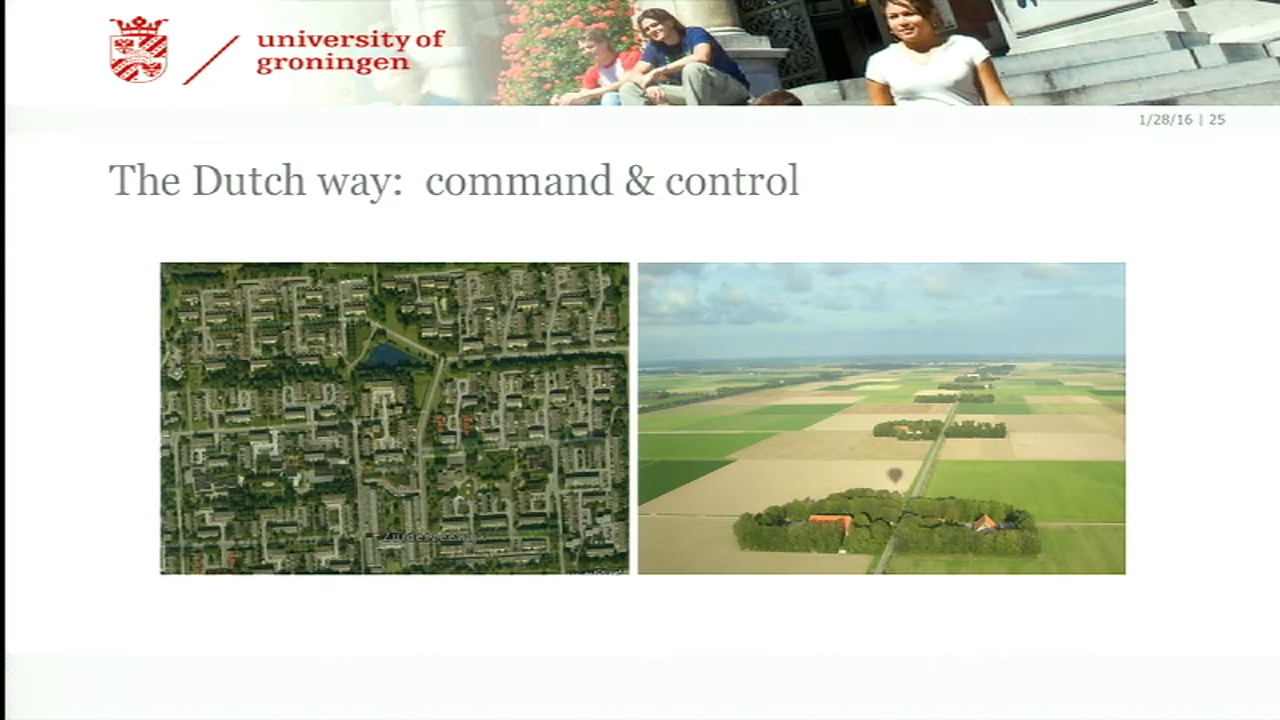 university of
groningen
1/28/16 | 25
The Dutch way: command & control